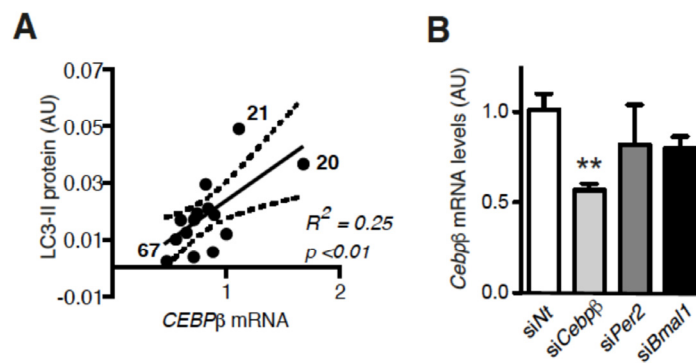 A
LC3-II protein (AU)
0.07
0.05
0.03
0.01
-0.01
21
20
67
R² = 0.25
p <0.01
1
2
CEBPβ mRNA
B
Cebpβ mRNA levels (AU)
1.0
0.5
0.0
**
siNt
siCebpβ
siPer2
siBmal1